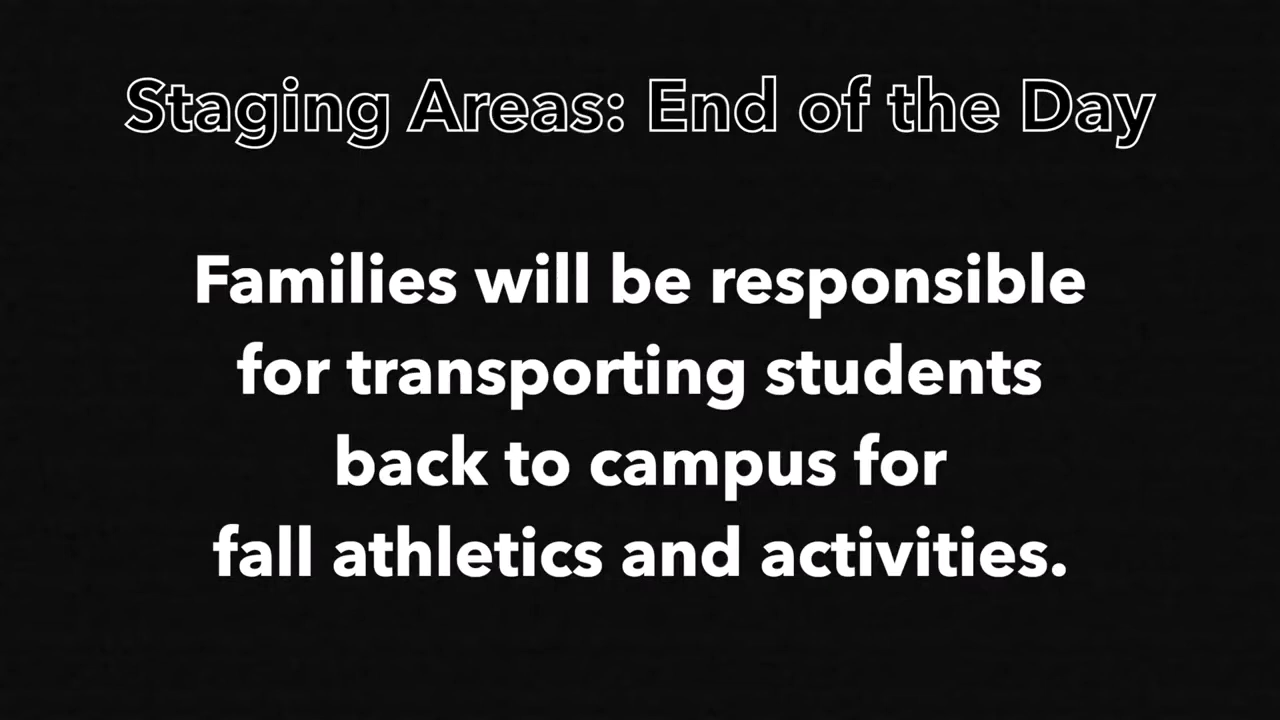 Staging Areas: End of the Day
Families will be responsible
for transporting students
back to campus for
fall athletics and activities.